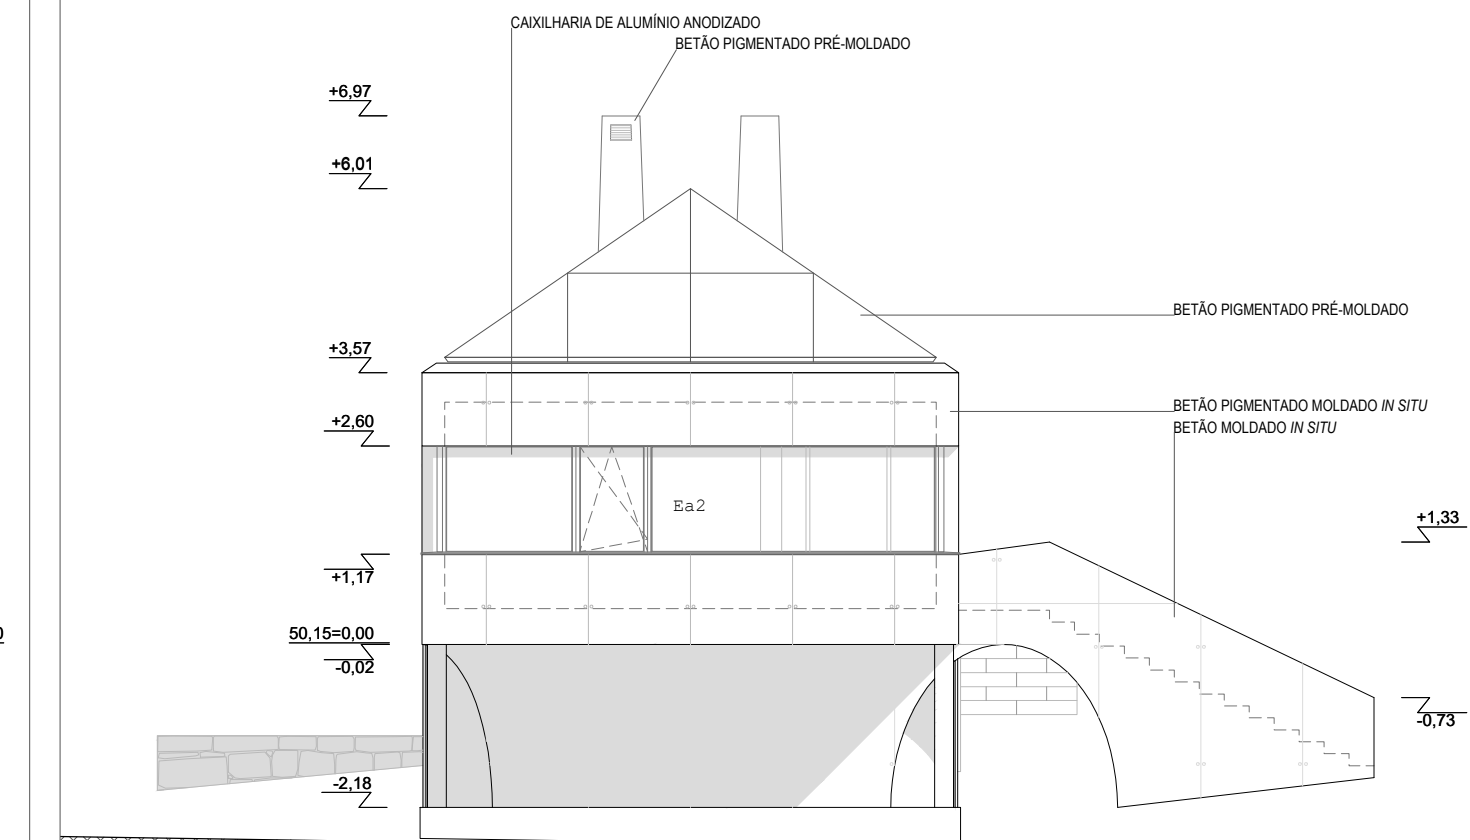 CAIXILHARIA DE ALUMÍNIO ANODIZADO
BETÃO PIGMENTADO PRÉ-MOLDADO
+6,97
+6,01
BETÃO PIGMENTADO PRÉ-MOLDADO
+3,57
BETÃO PIGMENTADO MOLDADO IN SITU
+2,60
BETÃO MOLDADO IN SITU
Ea2
+1,33
+1,17
50,15=0,00
0
-0,02
-0,73
-2,18